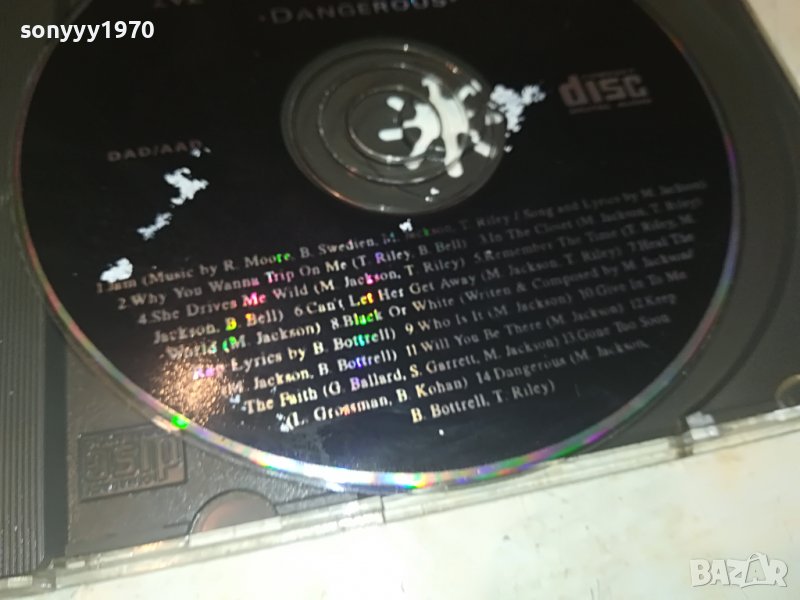 sonyyy1970
·DANGEROUS·
DISC
DAD/AAD
1 Jam (Music by R. Moore, B. Swedien, M. Jackson, T. Riley / Song and Lyrics by M. Jackson)
2 Why You Wanna Trip On Me (T. Riley, B. Bell) 3 In The Closet (M. Jackson, T. Riley)
4 She Drives Me Wild (M. Jackson, T. Riley) 5 Remember The Time (T. Riley, M.
Jackson, B. Bell) 6 Can't Let Her Get Away (M. Jackson, T. Riley) 7 Heal The
World (M. Jackson) 8 Black Or White (Writen & Composed by M. Jackson/
Rap Lyrics by B. Bottrell) 9 Who Is It (M. Jackson) 10 Give In To Me
(M. Jackson, B. Bottrell) 11 Will You Be There (M. Jackson) 12 Keep
The Faith (G. Ballard, S. Garrett, M. Jackson) 13 Gone Too Soon
(L. Grossman, B. Kohan) 14 Dangerous (M. Jackson,
B. Bottrell, T. Riley)
disc
BAZAR